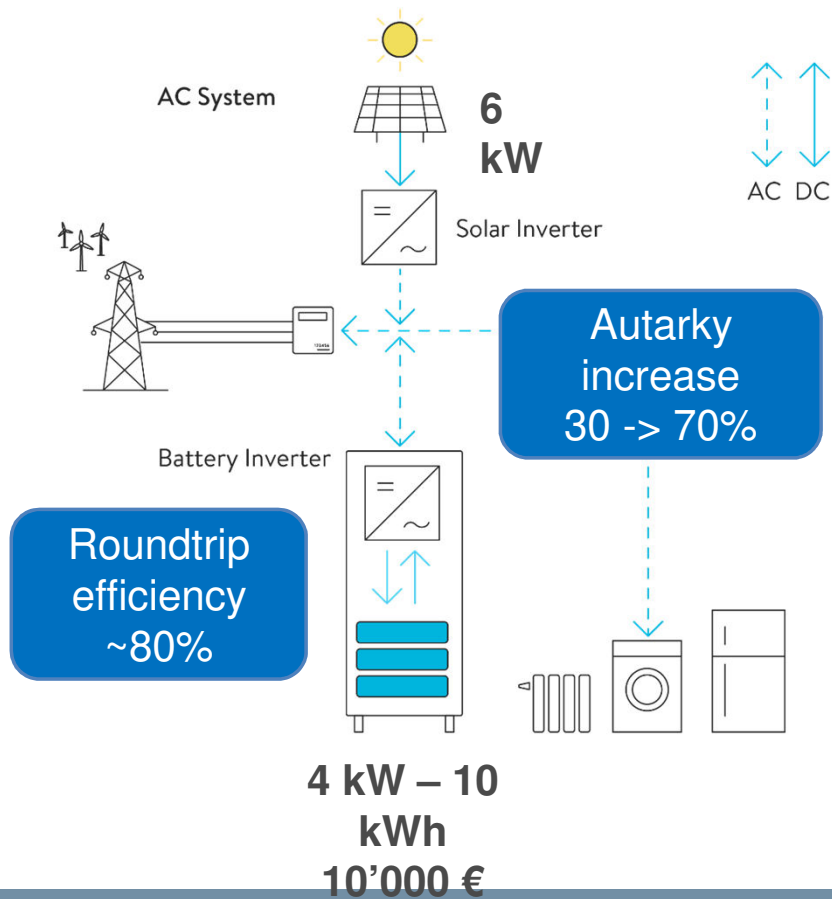 AC System
6
kW
AC DC
Solar Inverter
Autarky
increase
30 -> 70%
Battery Inverter
Roundtrip
efficiency
~80%
4 kW – 10
kWh
10’000 €